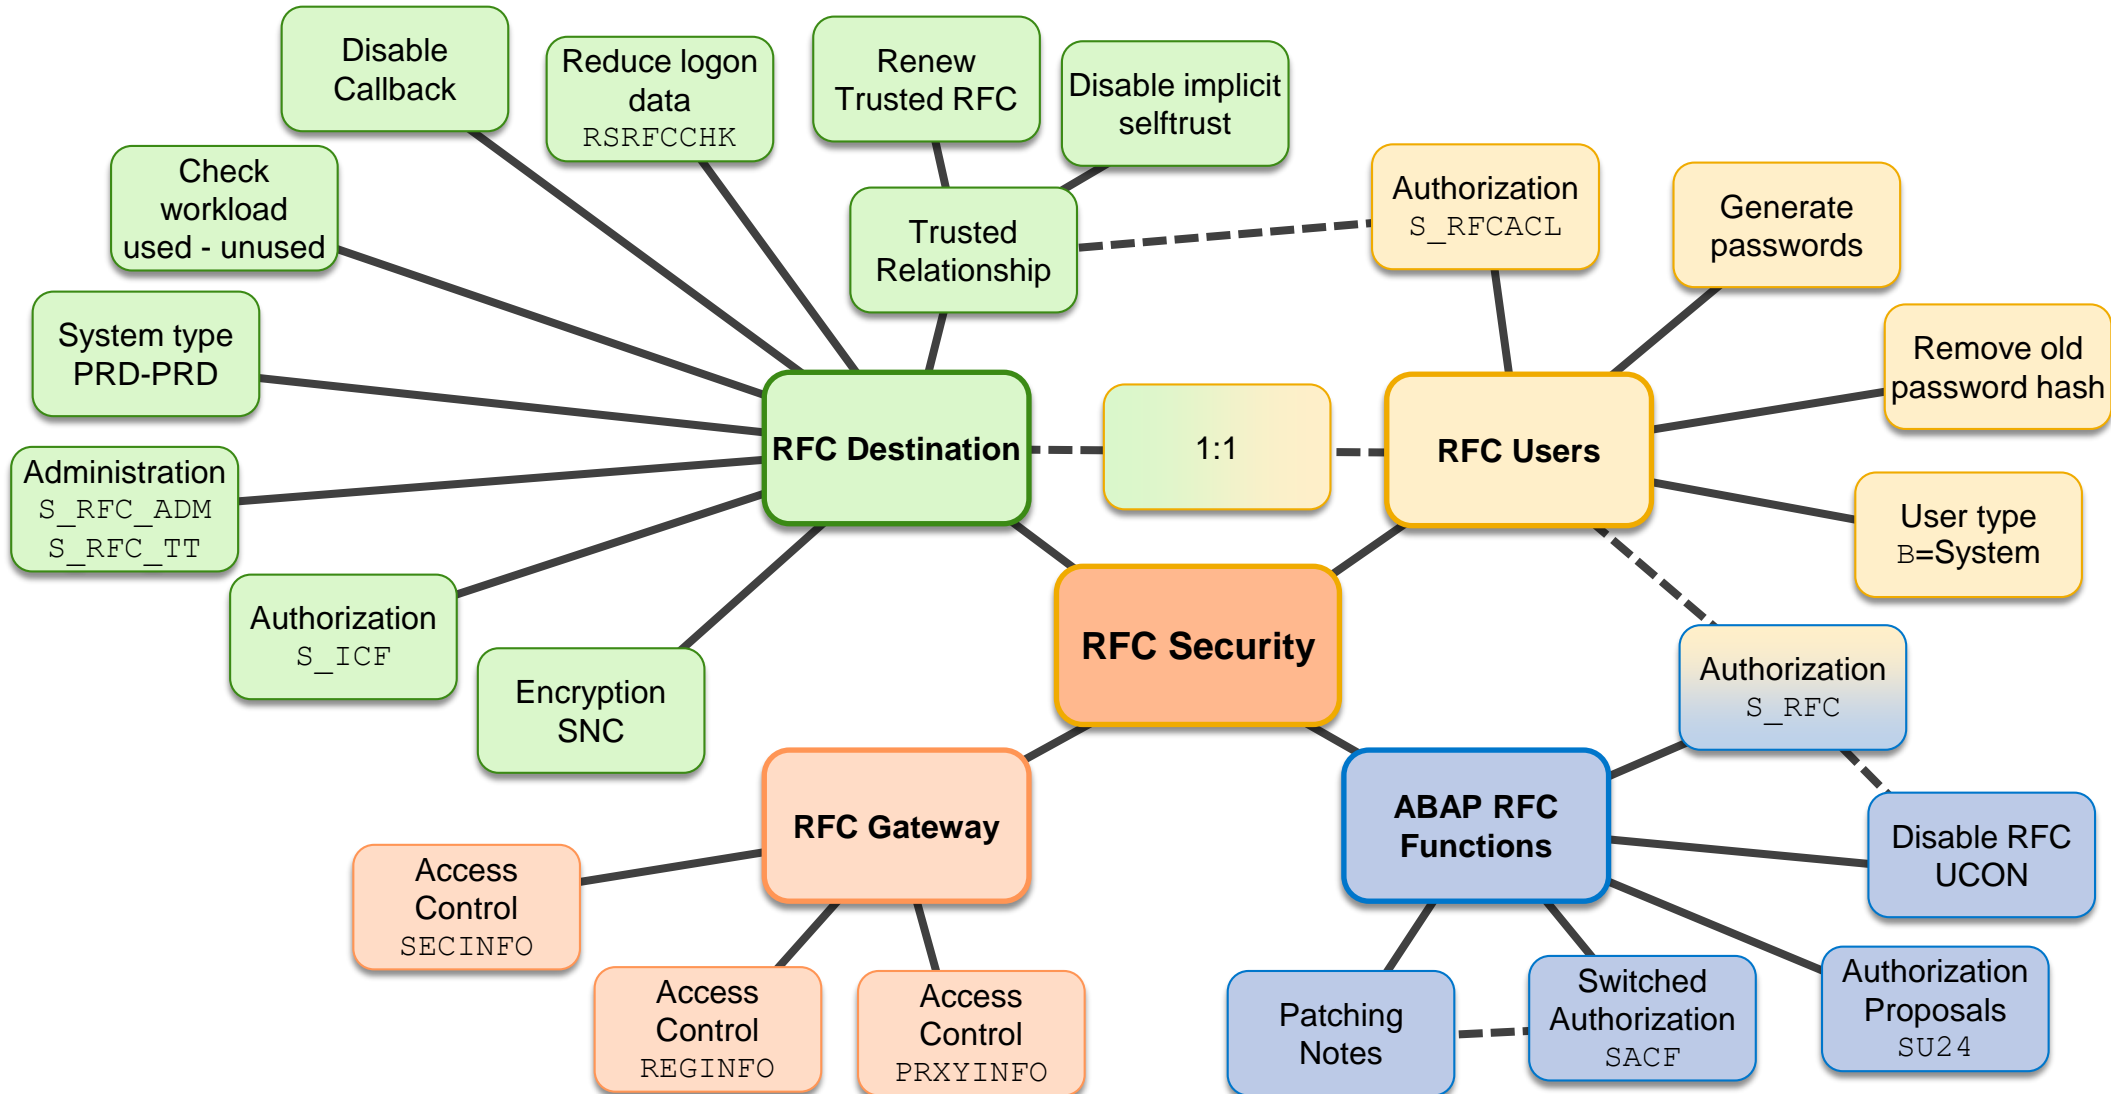 Disable
Callback
Reduce logon
data
RSRFCCHK
Renew
Trusted RFC
Disable implicit
selftrust
Check
workload
used - unused
Trusted
Relationship
Authorization
S_RFCACL
Generate
passwords
System type
PRD-PRD
Remove old
password hash
RFC Destination
1:1
RFC Users
Administration
S_RFC_ADM
S_RFC_TT
User type
B=System
Authorization
S_ICF
Encryption
SNC
RFC Security
Authorization
S_RFC
RFC Gateway
ABAP RFC
Functions
Disable RFC
UCON
Access
Control
SECINFO
Access
Control
REGINFO
Access
Control
PRXYINFO
Patching
Notes
Switched
Authorization
SACF
Authorization
Proposals
SU24